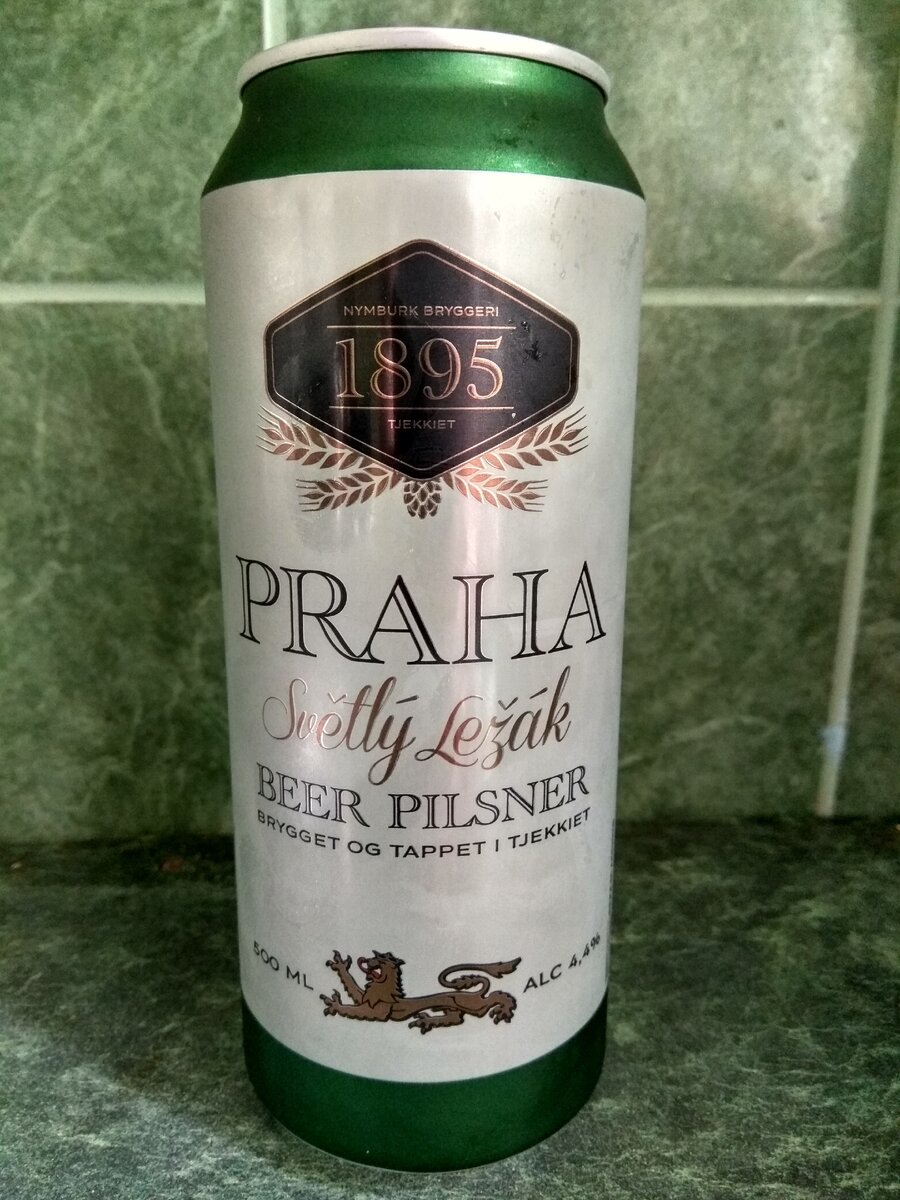 NYMBURK BRYGGERI
1895
TJEKKIET
PRAHA
Světlý Ležák
BEER PILSNER
BRYGGET OG TAPPET I TJEKKIET
500 ML
ALC 4,4%